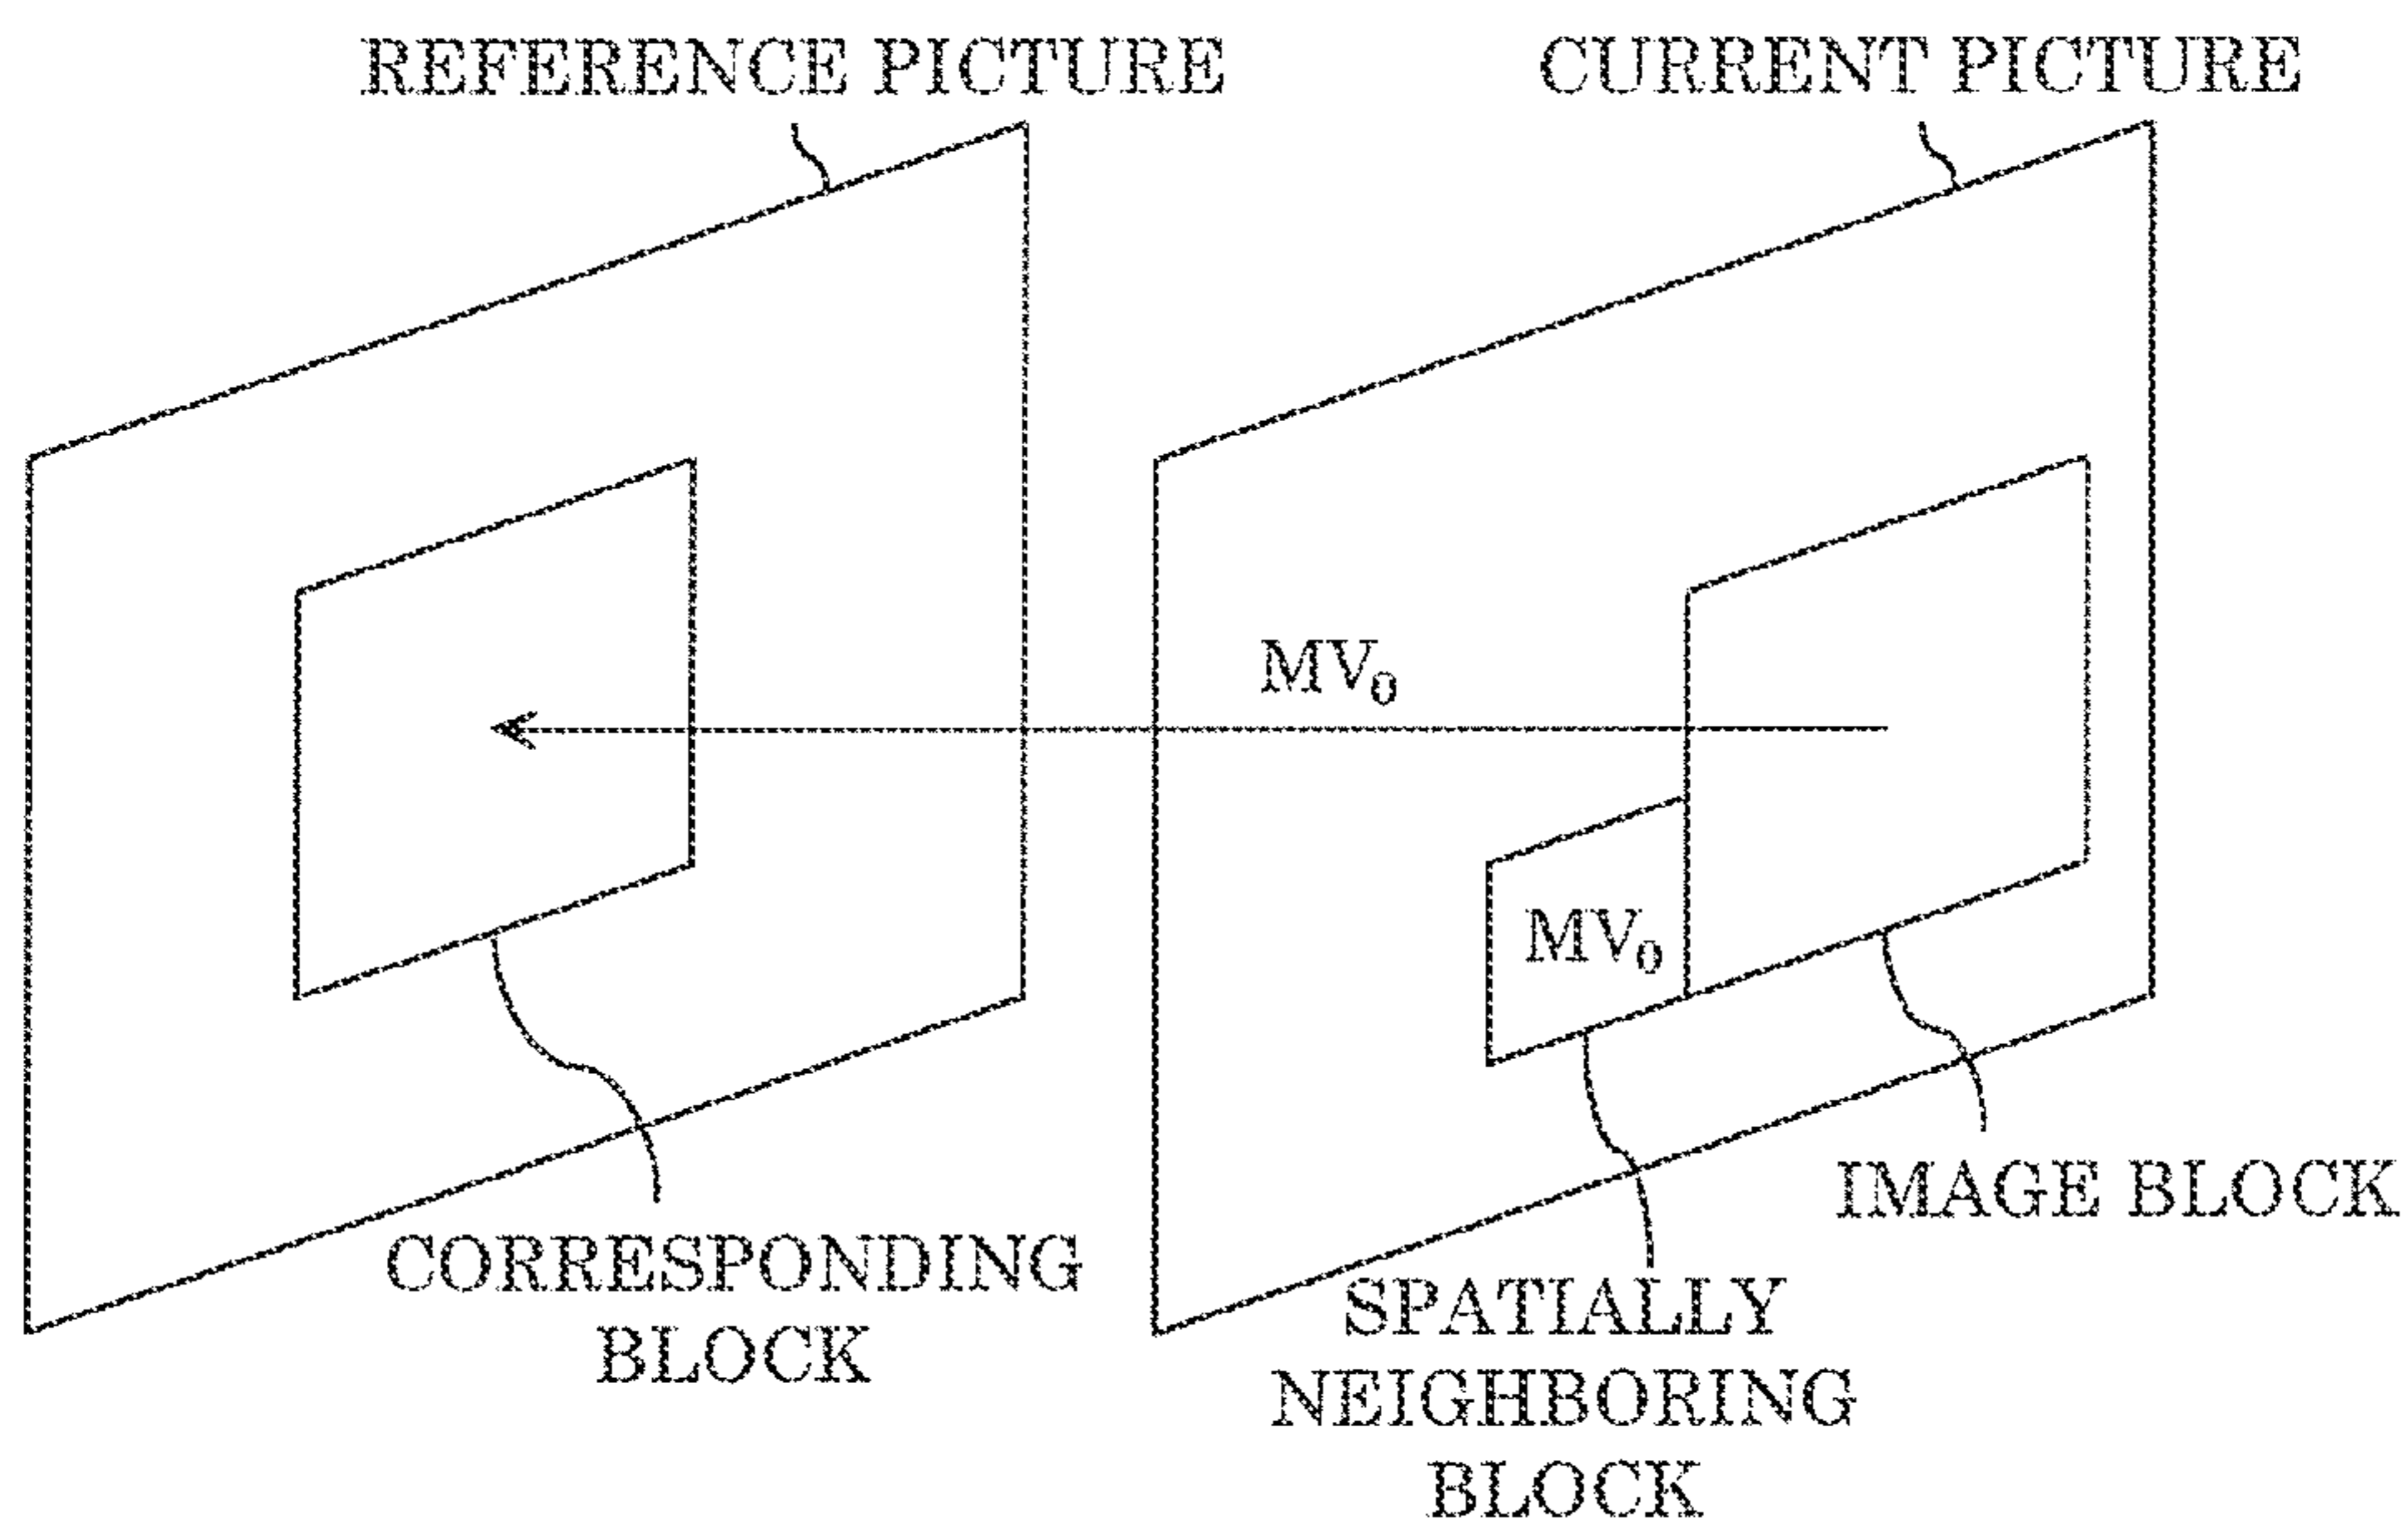 REFERENCE PICTURE
CURRENT PICTURE
MV₀
MV₀
IMAGE BLOCK
CORRESPONDING
BLOCK
SPATIALLY
NEIGHBORING
BLOCK